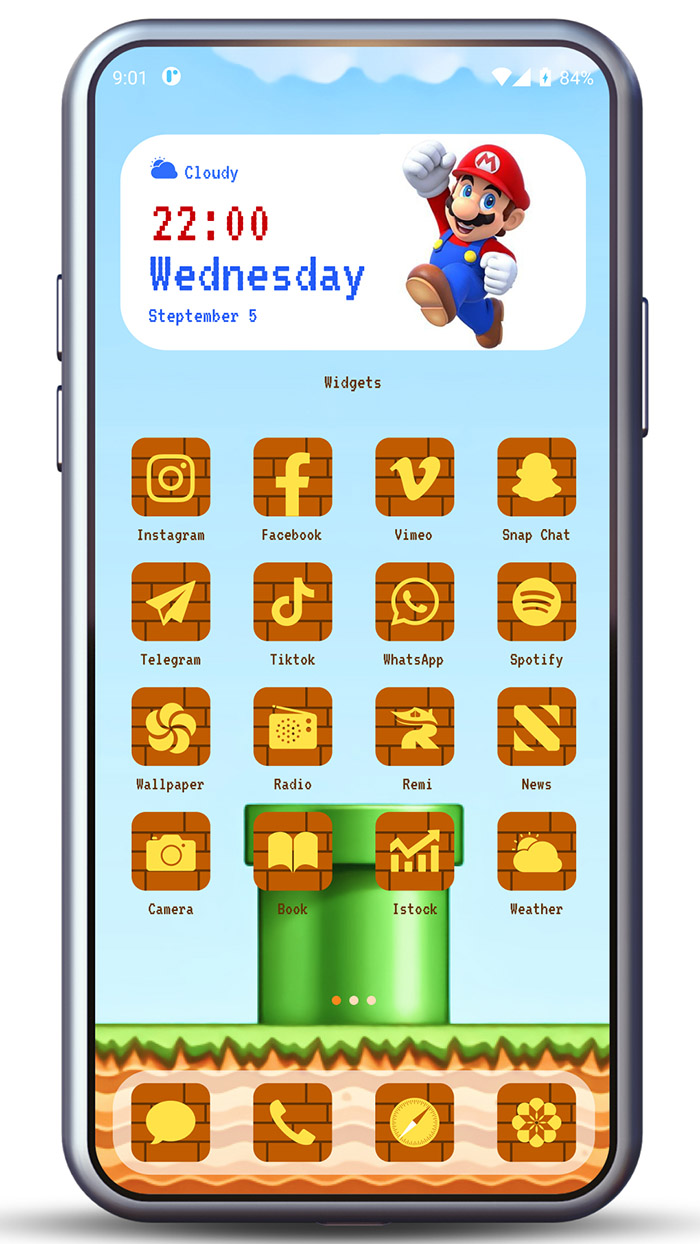 9:01 84%
Cloudy
22:00
Wednesday
Steptember 5
Widgets
Instagram Facebook Vimeo Snap Chat
Telegram Tiktok WhatsApp Spotify
Wallpaper Radio Remi News
Camera Book Istock Weather